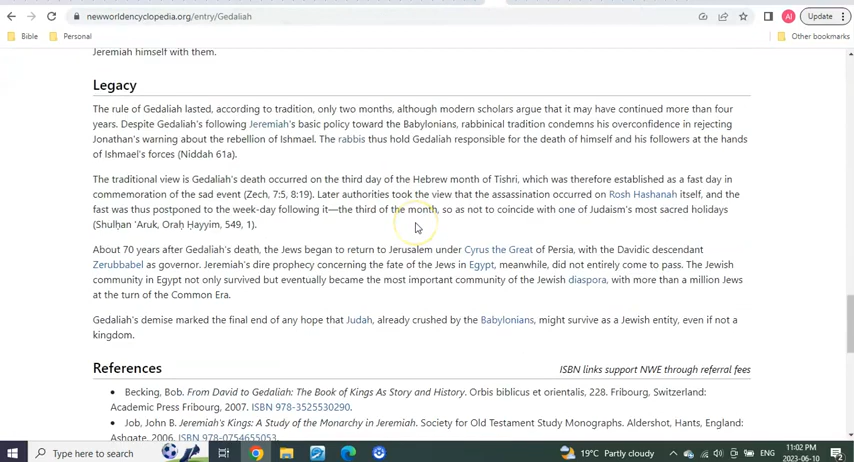 newworldencyclopedia.org/entry/Gedaliah
AI
Update
Bible
Personal
Other bookmarks
Jeremiah himself with them.
Legacy
The rule of Gedaliah lasted, according to tradition, only two months, although modern scholars argue that it may have continued more than four
years. Despite Gedaliah's following Jeremiah's basic policy toward the Babylonians, rabbinical tradition condemns his overconfidence in rejecting
Jonathan's warning about the rebellion of Ishmael. The rabbis thus hold Gedaliah responsible for the death of himself and his followers at the hands
of Ishmael's forces (Niddah 61a).
The traditional view is Gedaliah's death occurred on the third day of the Hebrew month of Tishri, which was therefore established as a fast day in
commemoration of the sad event (Zech, 7:5, 8:19). Later authorities took the view that the assassination occurred on Rosh Hashanah itself, and the
fast was thus postponed to the week-day following it—the third of the month, so as not to coincide with one of Judaism's most sacred holidays
(Shulḥan 'Aruk, Oraḥ Ḥayyim, 549, 1).
About 70 years after Gedaliah's death, the Jews began to return to Jerusalem under Cyrus the Great of Persia, with the Davidic descendant
Zerubbabel as governor. Jeremiah's dire prophecy concerning the fate of the Jews in Egypt, meanwhile, did not entirely come to pass. The Jewish
community in Egypt not only survived but eventually became the most important community of the Jewish diaspora, with more than a million Jews
at the turn of the Common Era.
Gedaliah's demise marked the final end of any hope that Judah, already crushed by the Babylonians, might survive as a Jewish entity, even if not a
kingdom.
References
ISBN links support NWE through referral fees
Becking, Bob. From David to Gedaliah: The Book of Kings As Story and History. Orbis biblicus et orientalis, 228. Fribourg, Switzerland:
Academic Press Fribourg, 2007. ISBN 978-3525530290.
Job, John B. Jeremiah's Kings: A Study of the Monarchy in Jeremiah. Society for Old Testament Study Monographs. Aldershot, Hants, England:
Ashgate, 2006. ISBN 978-0754655053.
Type here to search
19°C Partly cloudy
ENG
11:02 PM
2023-06-10
2